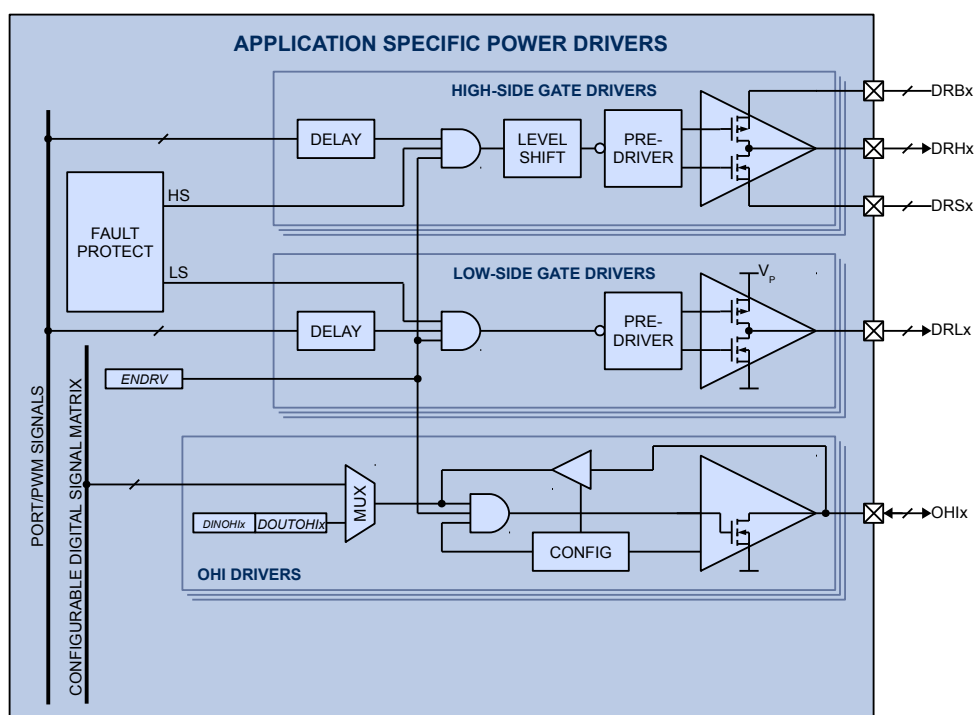 APPLICATION SPECIFIC POWER DRIVERS
HIGH-SIDE GATE DRIVERS
DRBx
DELAY
LEVEL
SHIFT
PRE-
DRIVER
DRHx
HS
DRSx
FAULT
PROTECT
LS
LOW-SIDE GATE DRIVERS
VP
DELAY
PRE-
DRIVER
DRLx
ENDRV
PORT/PWM SIGNALS
CONFIGURABLE DIGITAL SIGNAL MATRIX
MUX
DINOHIx
DOUTOHIx
CONFIG
OHIx
OHI DRIVERS